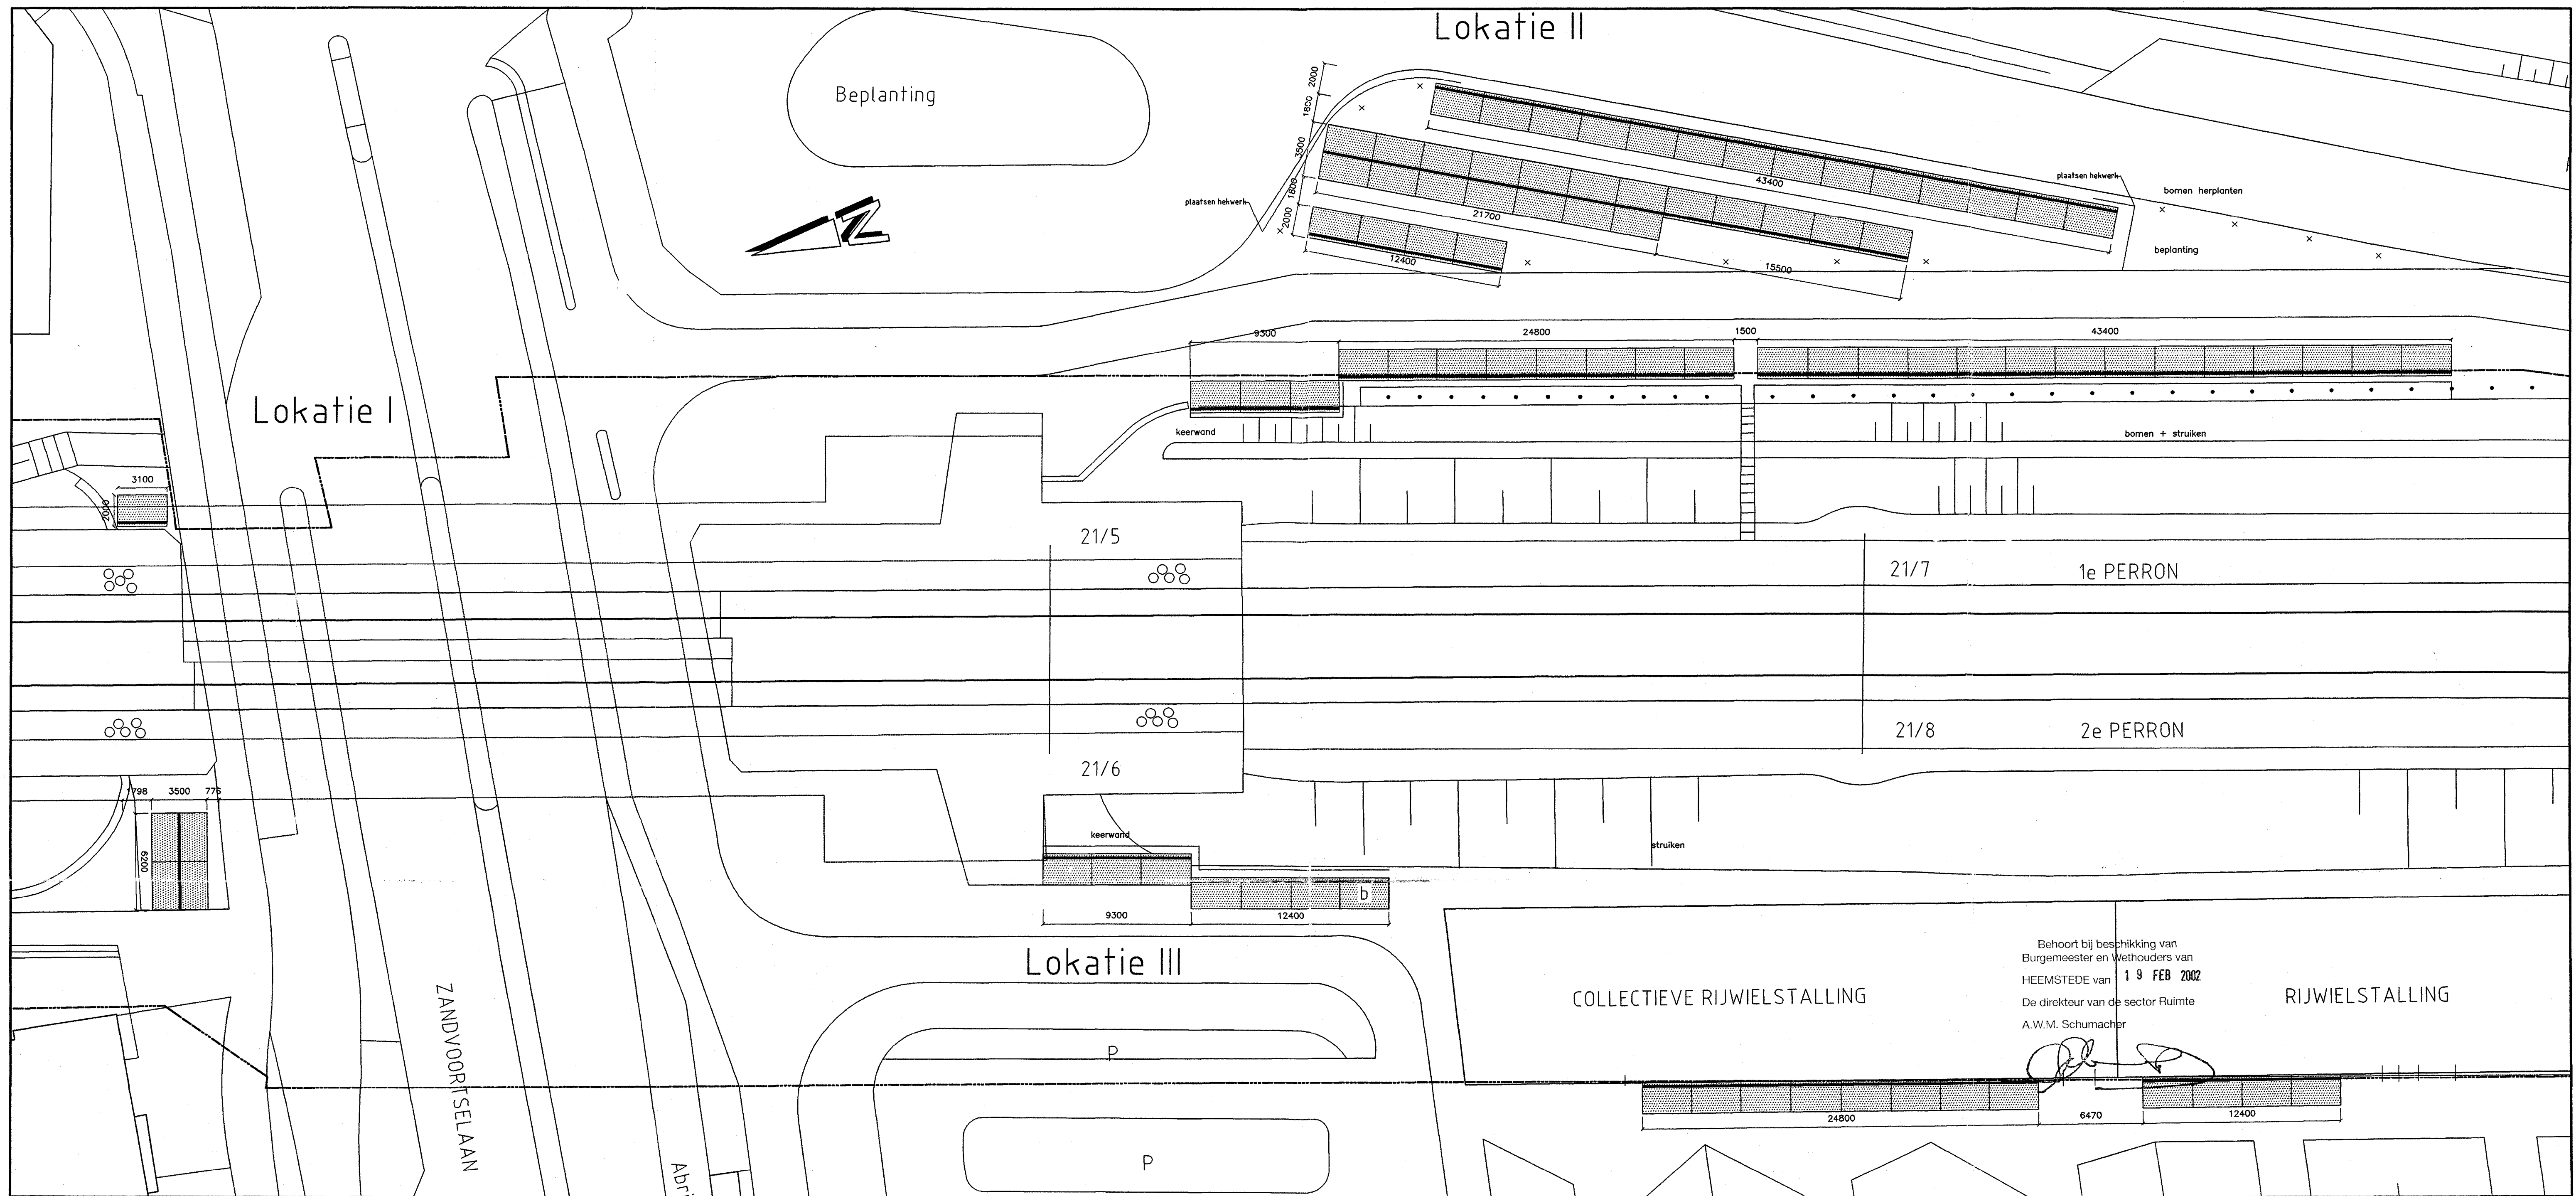 Lokatie II
Beplanting
2000
1800
3500
1800
2000
plaatsen hekwerk
plaatsen hekwerk
bomen herplanten
beplanting
43400
21700
12400
15500
N
9300
24800
1500
43400
Lokatie I
keerwand
bomen + struiken
3100
2000
21/5
21/7
1e PERRON
21/8
2e PERRON
21/6
1798
3500
776
6200
keerwand
struiken
b
9300
12400
Lokatie III
Behoort bij beschikking van
Burgemeester en Wethouders van
HEEMSTEDE van 19 FEB 2002
De direkteur van de sector Ruimte
A.W.M. Schumacher
COLLECTIEVE RIJWIELSTALLING
RIJWIELSTALLING
ZANDVOORTSELAAN
P
24800
6470
12400
P
Abri